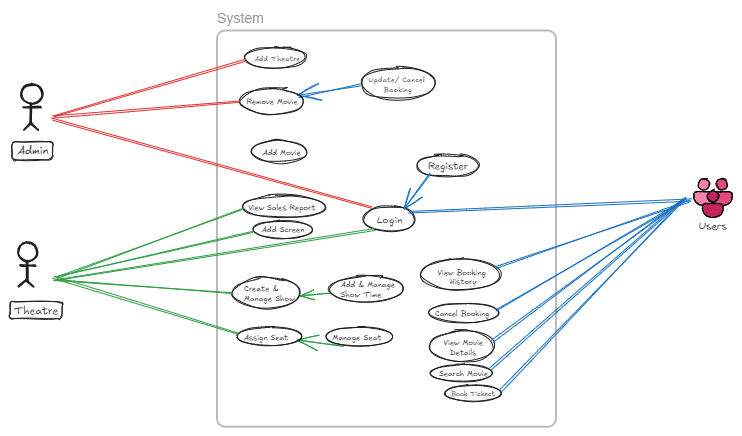 System
Add Theatre
Update/ Cancel
Booking
Remove Movie
Admin
Add Movie
Register
View Sales Report
Login
Add Screen
Users
View Booking
History
Create &
Manage Show
Add & Manage
Show Time
Theatre
Cancel Booking
Assign Seat
Manage Seat
View Movie
Details
Search Movie
Book Tickect